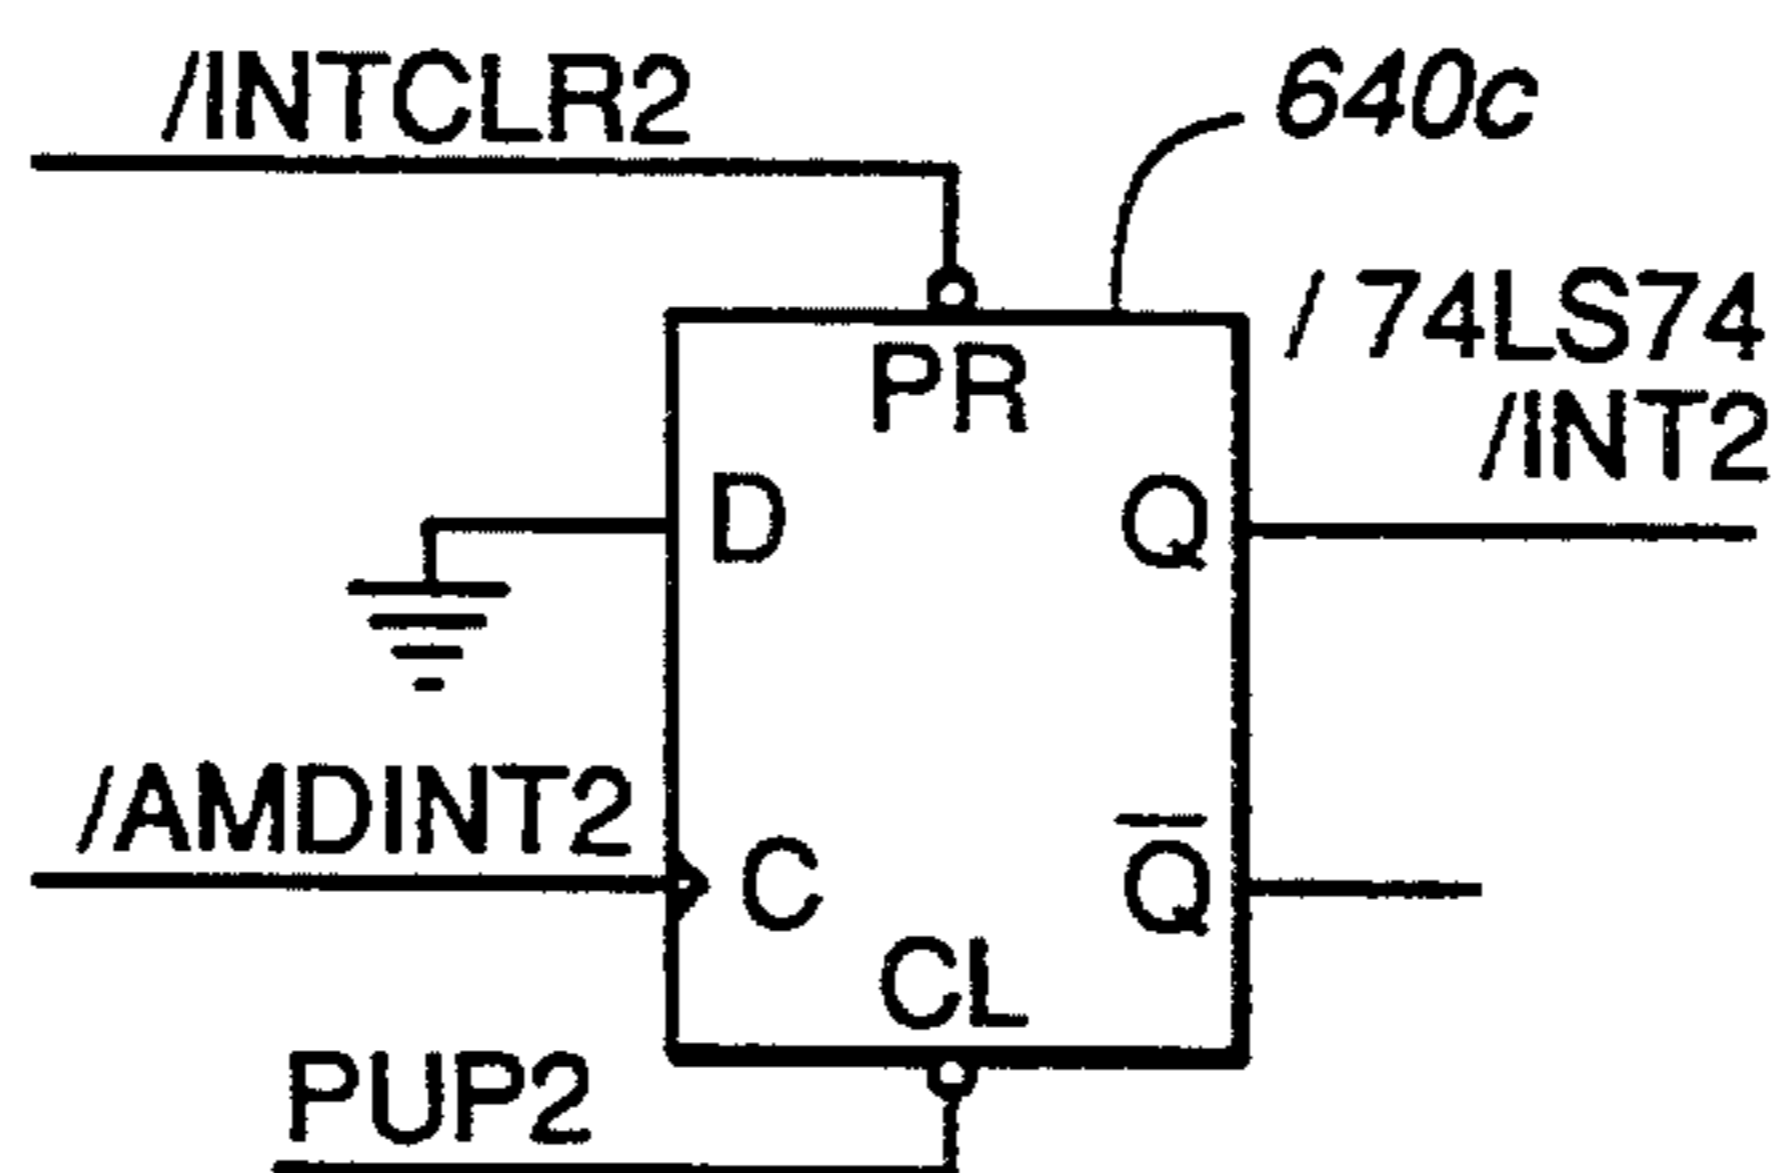 /INTCLR2
640c
/ 74LS74
/INT2
PR
D
Q
/AMDINT2
C
Q̅
CL
PUP2